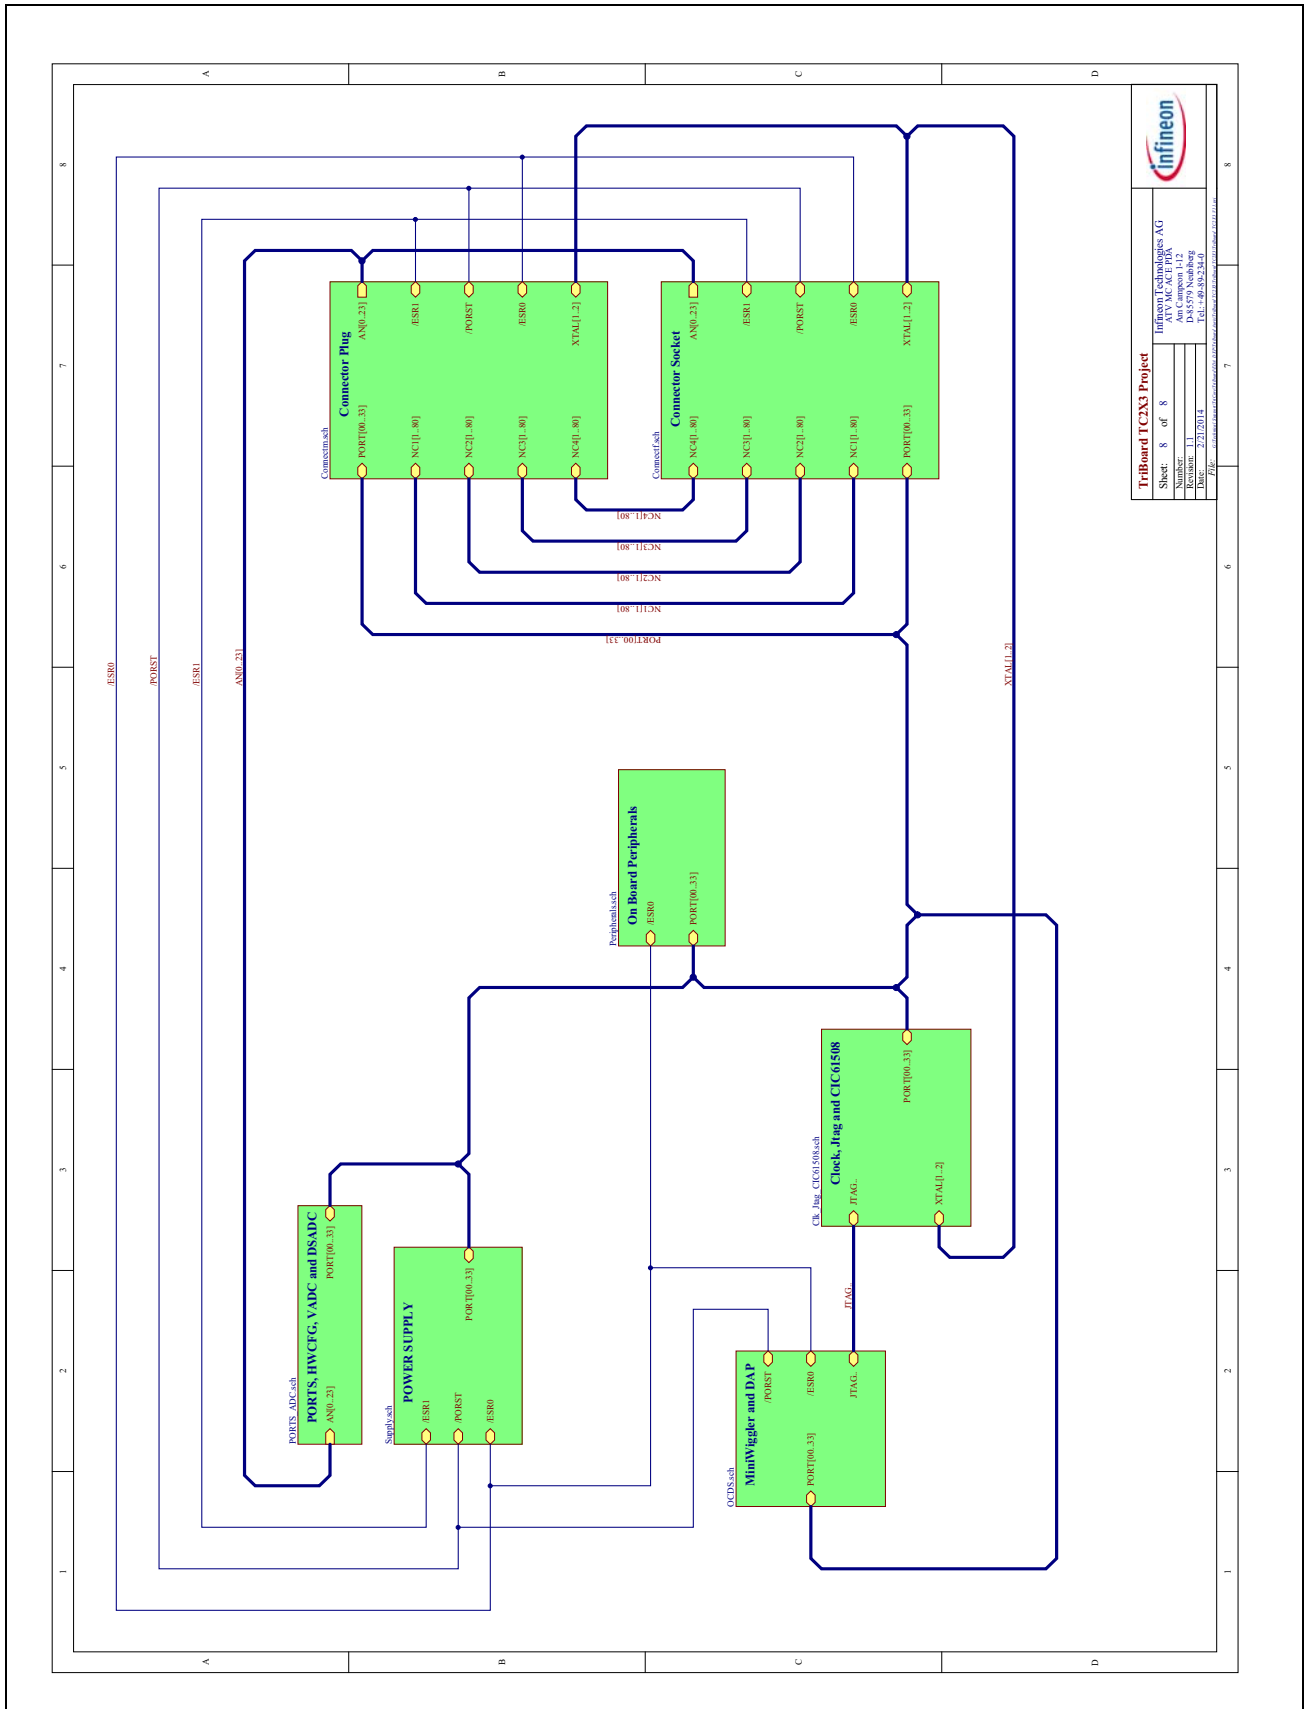 A
B
C
D
8
7
6
5
4
3
2
1
/ESR0
/PORST
/ESR1
AN[0..23]
XTAL[1..2]
Connectm.sch
Connector Plug
AN[0..23]
/ESR1
/PORST
/ESR0
XTAL[1..2]
PORT[00..33]
NC1[1..80]
NC2[1..80]
NC3[1..80]
NC4[1..80]
Connectf.sch
Connector Socket
AN[0..23]
/ESR1
/PORST
/ESR0
XTAL[1..2]
NC4[1..80]
NC3[1..80]
NC2[1..80]
NC1[1..80]
PORT[00..33]
NC4[1..80]
NC3[1..80]
NC2[1..80]
NC1[1..80]
PORT[00..33]
Peripherals.sch
On Board Peripherals
/ESR0
PORT[00..33]
Clk_Jtag_CIC61508.sch
Clock, Jtag and CIC61508
PORT[00..33]
JTAG..
XTAL[1..2]
JTAG..
PORTS_ADC.sch
PORTS, HWCFG, VADC and DSADC
PORT[00..33]
AN[0..23]
Supply.sch
POWER SUPPLY
PORT[00..33]
/ESR1
/PORST
/ESR0
OCDS.sch
MiniWiggler and DAP
/PORST
/ESR0
JTAG..
PORT[00..33]
TriBoard TC2X3 Project
Sheet: 8 of 8
Number:
Revision: 1.1
Date: 2/21/2014
File:
Infineon Technologies AG
ATV MC ACE PDA
Am Campeon 1-12
D-85579 Neubiberg
Tel.: +49-89-234-0
infineon
A
B
C
D
8
7
6
5
4
3
2
1